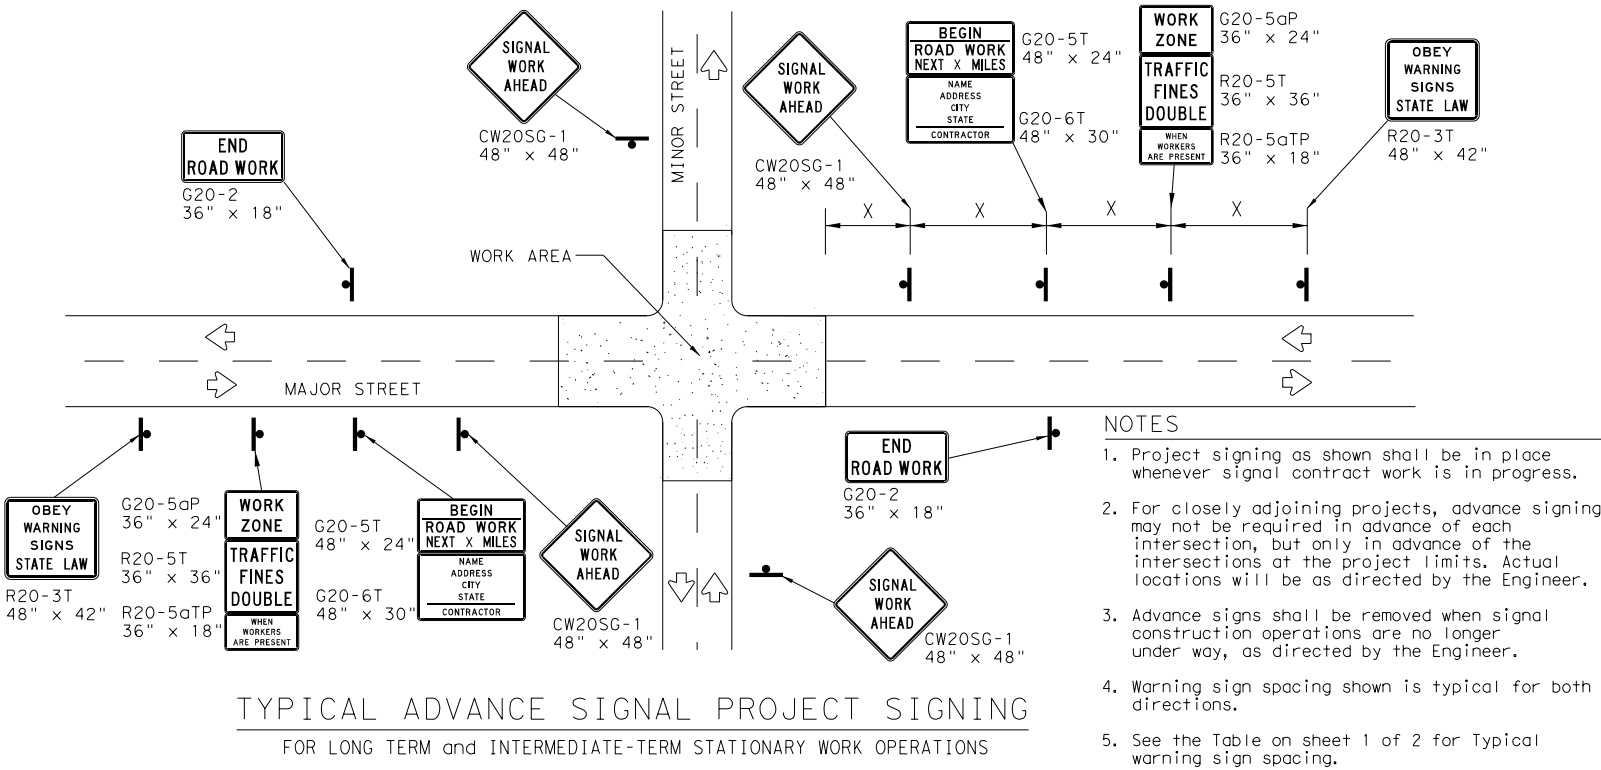 SIGNAL
WORK
AHEAD
CW20SG-1
48" x 48"
END
ROAD WORK
G20-2
36" x 18"
MINOR STREET
SIGNAL
WORK
AHEAD
CW20SG-1
48" x 48"
BEGIN
ROAD WORK
NEXT X MILES
NAME
ADDRESS
CITY
STATE
CONTRACTOR
G20-5T
48" x 24"
G20-6T
48" x 30"
WORK
ZONE
TRAFFIC
FINES
DOUBLE
WHEN
WORKERS
ARE PRESENT
G20-5aP
36" x 24"
R20-5T
36" x 36"
R20-5aTP
36" x 18"
OBEY
WARNING
SIGNS
STATE LAW
R20-3T
48" x 42"
X X X X
WORK AREA
MAJOR STREET
OBEY
WARNING
SIGNS
STATE LAW
R20-3T
48" x 42"
G20-5aP
36" x 24"
R20-5T
36" x 36"
R20-5aTP
36" x 18"
WORK
ZONE
TRAFFIC
FINES
DOUBLE
WHEN
WORKERS
ARE PRESENT
G20-5T
48" x 24"
G20-6T
48" x 30"
BEGIN
ROAD WORK
NEXT X MILES
NAME
ADDRESS
CITY
STATE
CONTRACTOR
SIGNAL
WORK
AHEAD
CW20SG-1
48" x 48"
END
ROAD WORK
G20-2
36" x 18"
SIGNAL
WORK
AHEAD
CW20SG-1
48" x 48"
TYPICAL ADVANCE SIGNAL PROJECT SIGNING
FOR LONG TERM and INTERMEDIATE-TERM STATIONARY WORK OPERATIONS
NOTES
1. Project signing as shown shall be in place
whenever signal contract work is in progress.
2. For closely adjoining projects, advance signing
may not be required in advance of each
intersection, but only in advance of the
intersections at the project limits. Actual
locations will be as directed by the Engineer.
3. Advance signs shall be removed when signal
construction operations are no longer
under way, as directed by the Engineer.
4. Warning sign spacing shown is typical for both
directions.
5. See the Table on sheet 1 of 2 for Typical
warning sign spacing.